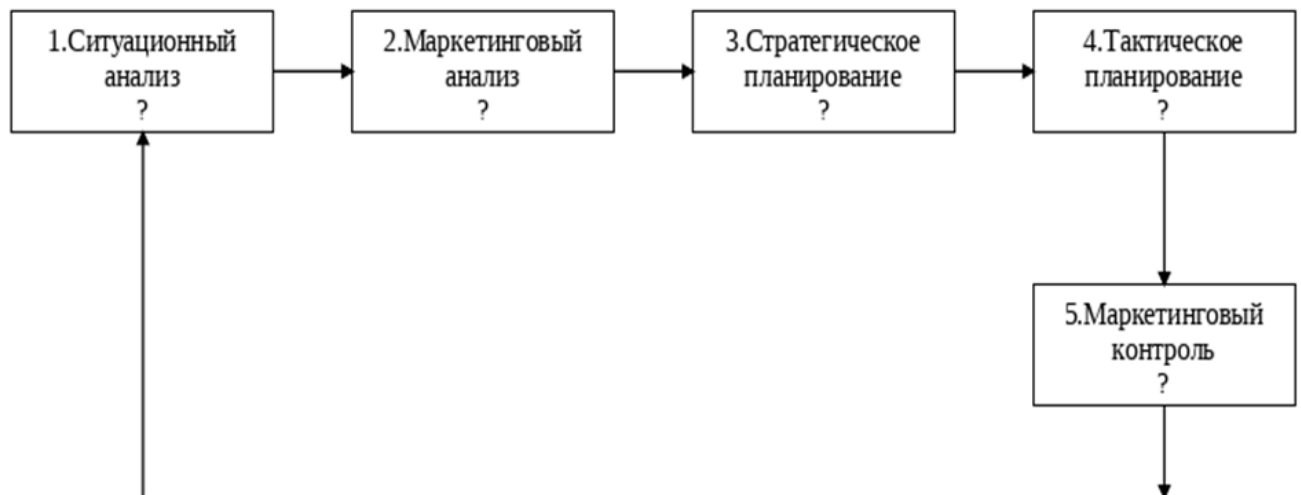 1.Ситуационный
анализ
?
2.Маркетинговый
анализ
?
3.Стратегическое
планирование
?
4.Тактическое
планирование
?
5.Маркетинговый
контроль
?